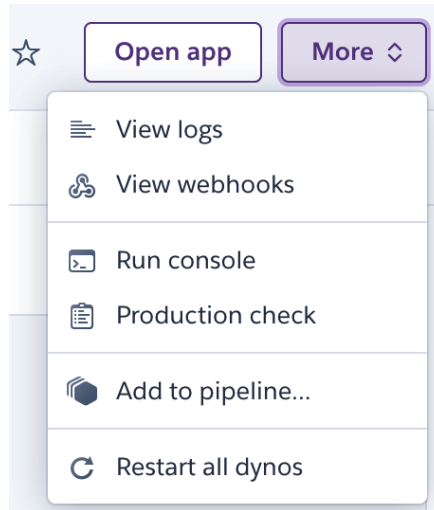 Open app
More
View logs
View webhooks
Run console
Production check
Add to pipeline...
Restart all dynos